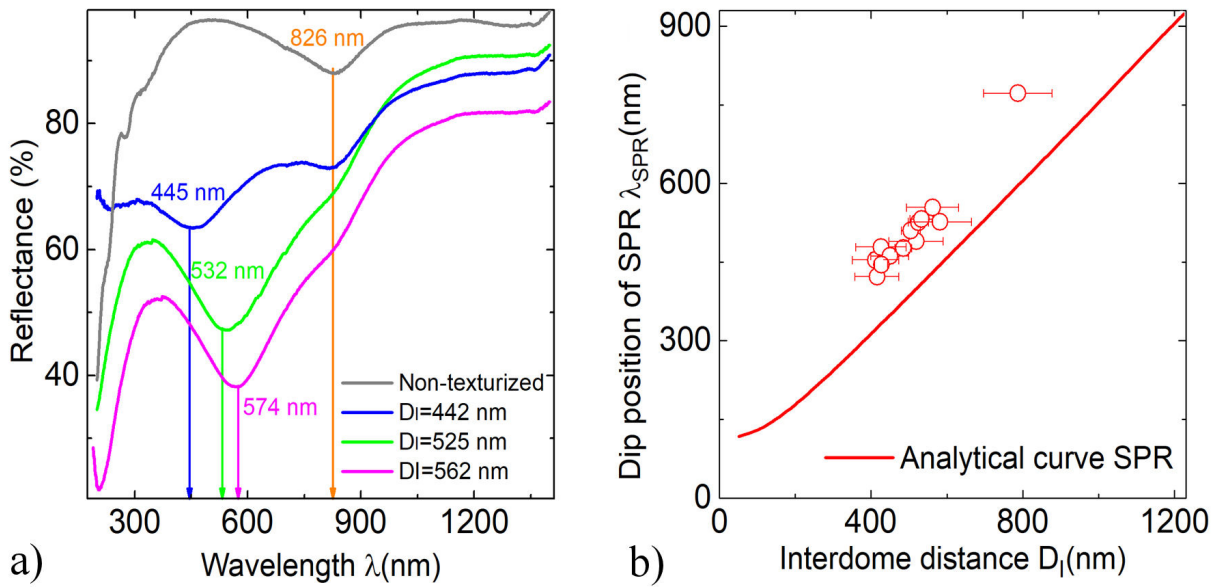 826 nm
445 nm
532 nm
574 nm
Non-texturized
DI=442 nm
DI=525 nm
DI=562 nm
80
60
40
Reflectance (%)
300 600 900 1200
Wavelength λ(nm)
a)
900
600
300
0
Dip position of SPR λSPR(nm)
Analytical curve SPR
0 400 800 1200
Interdome distance DI(nm)
b)